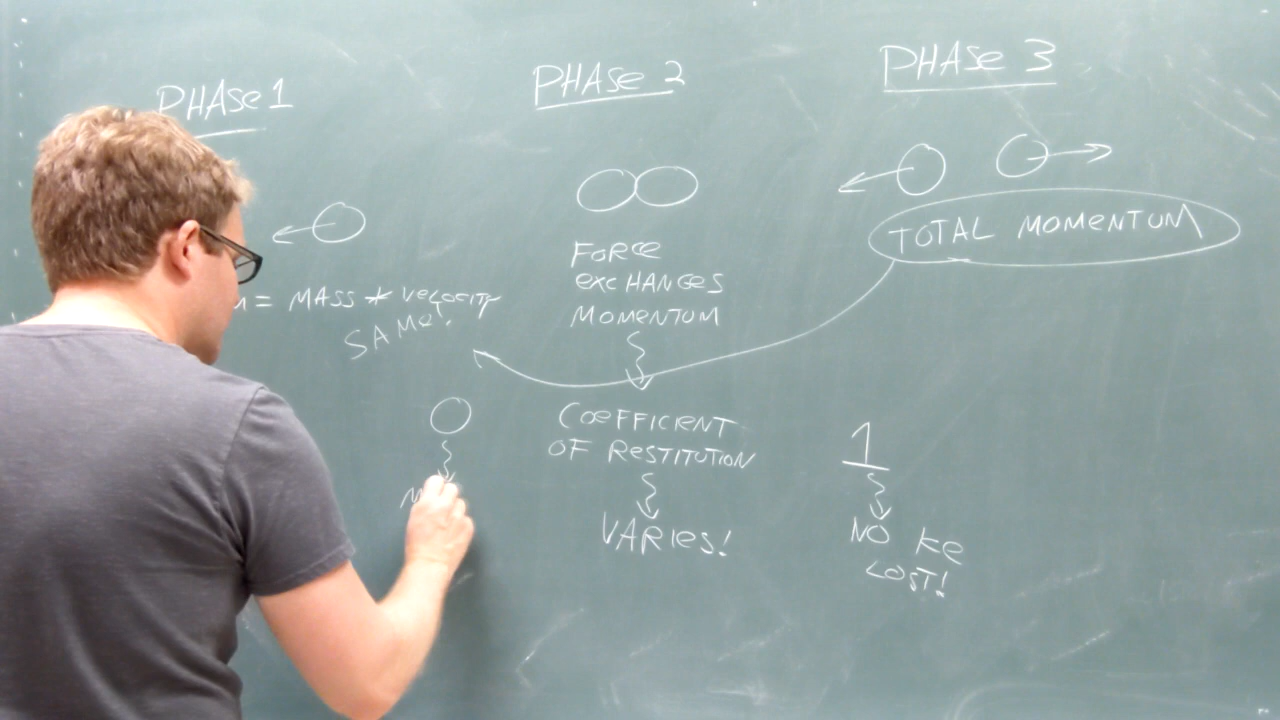 PHASe 1
= MASS * VeLOCITY
SAMe!
PHASe 2
FORCE
exCHANGES
MOMENTUM
COeFFICIENT
OF ReSTITUTION
VARIes!
PHASe 3
TOTAL MOMENTUM
1
NO Ke
LOST!